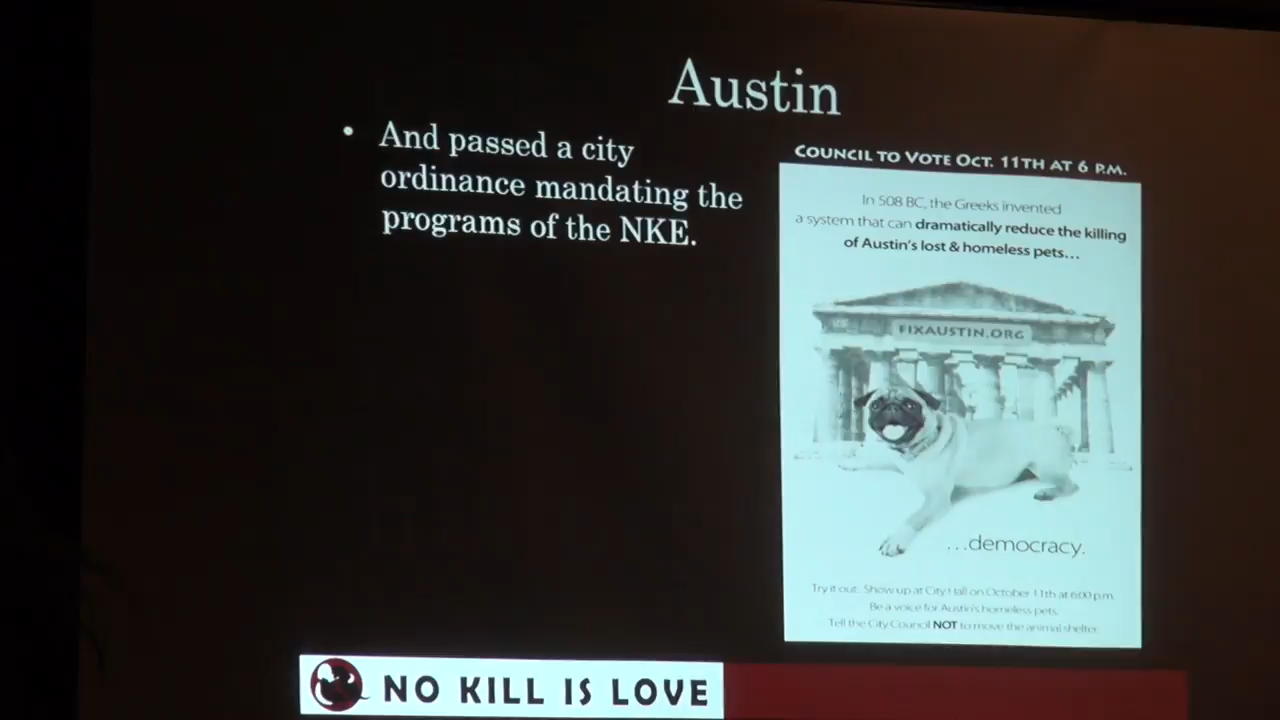 Austin
• And passed a city
ordinance mandating the
programs of the NKE.
COUNCIL TO VOTE OCT. 11TH AT 6 P.M.
In 508 BC, the Greeks invented
a system that can dramatically reduce the killing
of Austin's lost & homeless pets...
FIXAUSTIN.ORG
...democracy.
Try it out. Show up at City Hall on October 11th at 6:00 p.m.
Be a voice for Austin's homeless pets.
Tell the City Council NOT to move the animal shelter.
NO KILL IS LOVE